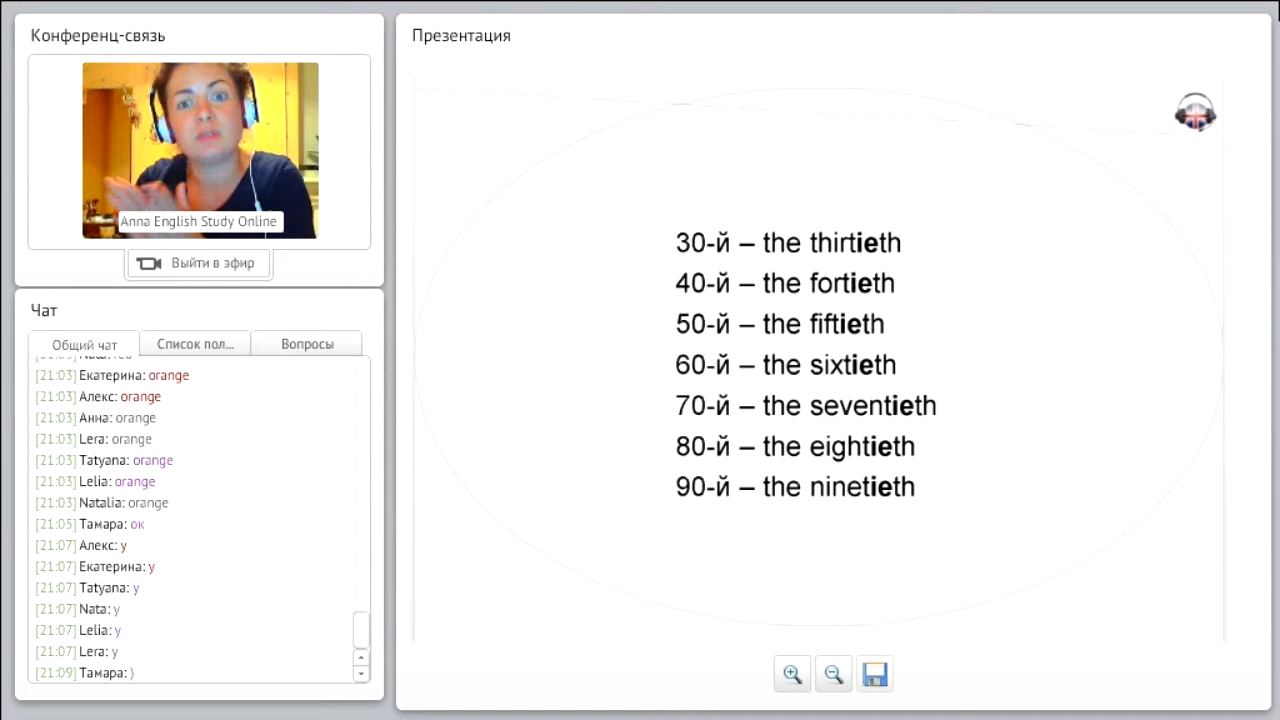 Конференц-связь
Anna English Study Online
Выйти в эфир
Чат
Общий чат
Список пол...
Вопросы
[21:03] Екатерина: orange
[21:03] Алекс: orange
[21:03] Анна: orange
[21:03] Lera: orange
[21:03] Tatyana: orange
[21:03] Lelia: orange
[21:03] Natalia: orange
[21:05] Тамара: ок
[21:07] Алекс: y
[21:07] Екатерина: y
[21:07] Tatyana: y
[21:07] Nata: y
[21:07] Lelia: y
[21:07] Lera: y
[21:09] Тамара: )
Презентация
30-й – the thirtieth
40-й – the fortieth
50-й – the fiftieth
60-й – the sixtieth
70-й – the seventieth
80-й – the eightieth
90-й – the ninetieth